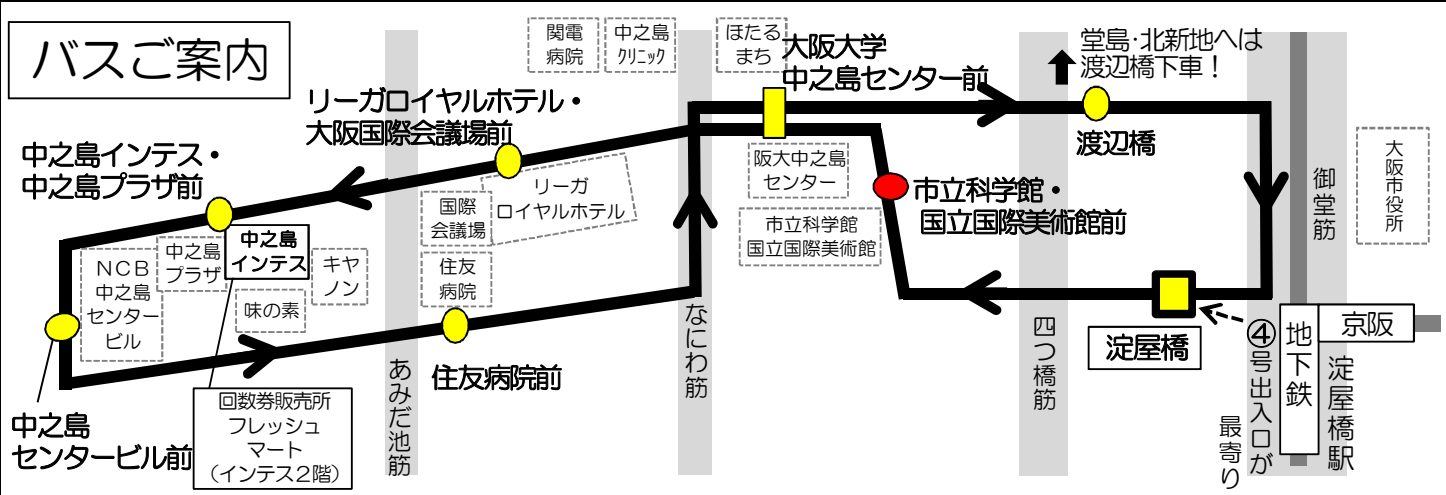 バスご案内
関電
病院
中之島
クリニック
ほたる
まち
大阪大学
中之島センター前
堂島･北新地へは
渡辺橋下車！
リーガロイヤルホテル・
大阪国際会議場前
渡辺橋
中之島インテス・
中之島プラザ前
阪大中之島
センター
市立科学館・
国立国際美術館前
大阪市役所
御堂筋
リーガ
ロイヤルホテル
国際
会議場
市立科学館
国立国際美術館
中之島
インテス
中之島
プラザ
キヤ
ノン
NCB
中之島
センター
ビル
味の素
住友
病院
住友病院前
なにわ筋
四つ橋筋
淀屋橋
④号出入口が
最寄り
地下鉄
京阪
淀屋橋駅
あみだ池筋
中之島
センタービル前
回数券販売所
フレッシュ
マート
（インテス２階）